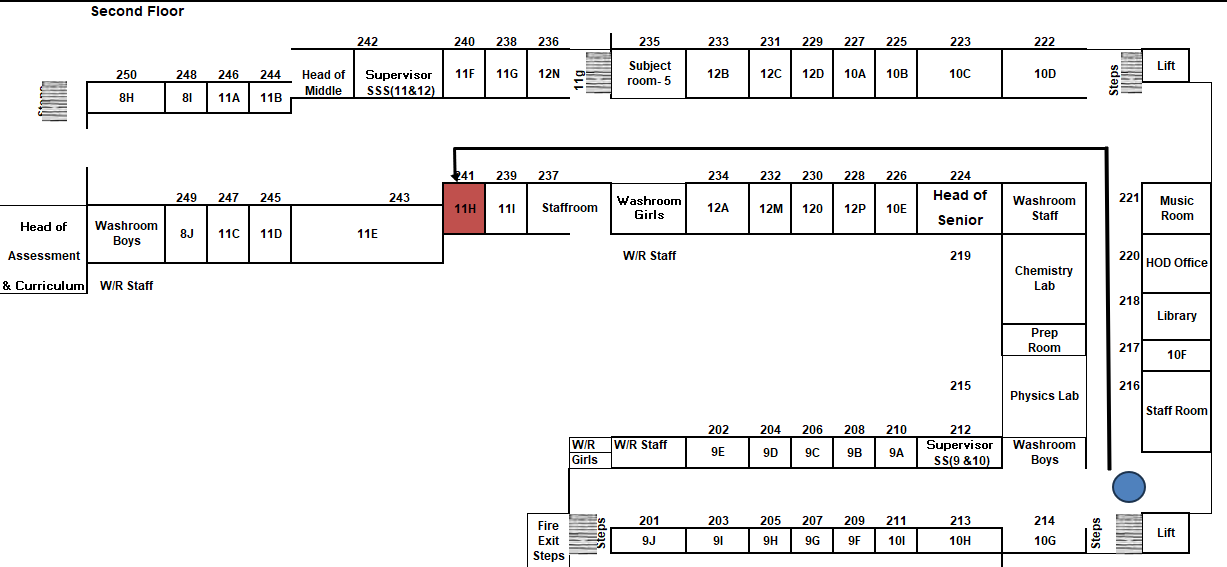 Second Floor
242 240 238 236 235 233 231 229 227 225 223 222
250 248 246 244
Head of Middle
Supervisor SSS(11&12)
11F 11G 12N
11g
Subject room- 5
12B 12C 12D 10A 10B 10C 10D
Steps
Lift
Steps
8H 8I 11A 11B
241 239 237 234 232 230 228 226 224
249 247 245 243
11H 11I Staffroom
Washroom Girls
12A 12M 120 12P 10E
Head of Senior
Washroom Staff
221
Music Room
Head of Assessment & Curriculum
Washroom Boys
8J 11C 11D 11E
W/R Staff
W/R Staff
219
Chemistry Lab
220
HOD Office
218
Library
Prep Room
217
10F
215
Physics Lab
216
Staff Room
202 204 206 208 210 212
W/R Girls
W/R Staff
9E 9D 9C 9B 9A
Supervisor SS(9 &10)
Washroom Boys
201 203 205 207 209 211 213 214
Fire Exit Steps
Steps
9J 9I 9H 9G 9F 10I 10H 10G
Steps
Lift